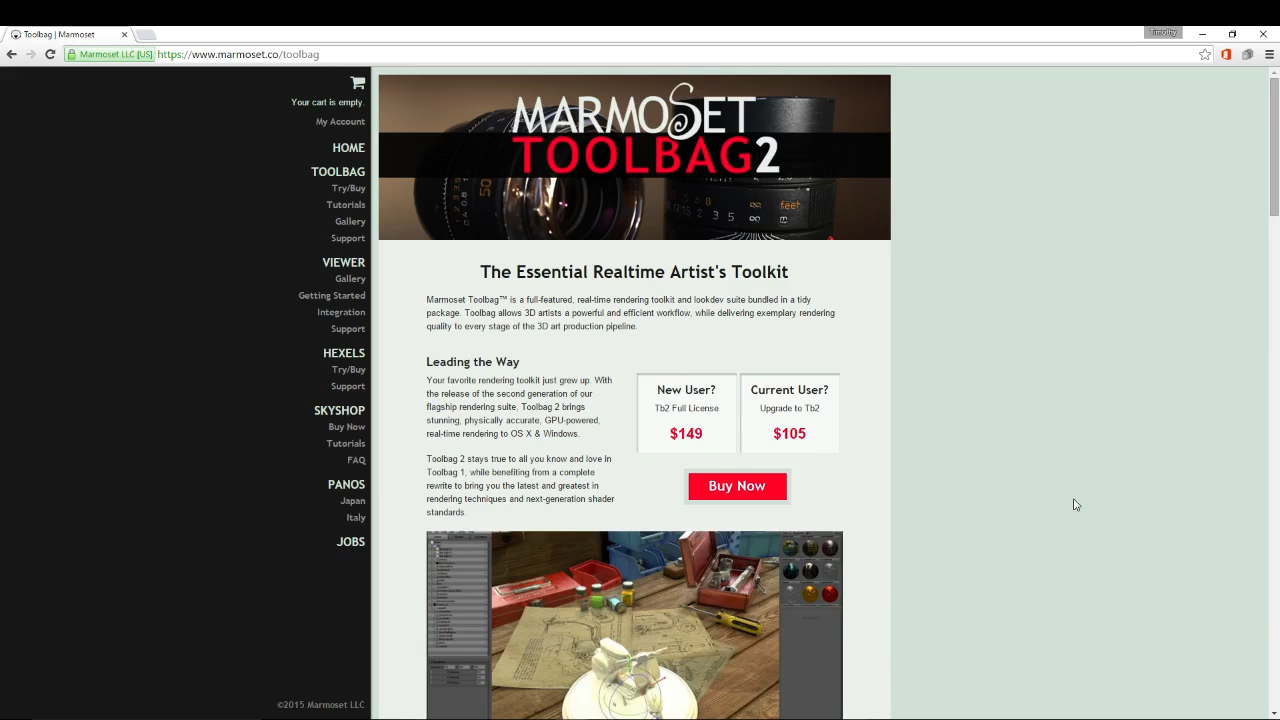 Toolbag | Marmoset
Timothy
Marmoset LLC [US] https://www.marmoset.co/toolbag
Your cart is empty.
My Account
HOME
TOOLBAG
Try/Buy
Tutorials
Gallery
Support
VIEWER
Gallery
Getting Started
Integration
Support
HEXELS
Try/Buy
Support
SKYSHOP
Buy Now
Tutorials
FAQ
PANOS
Japan
Italy
JOBS
©2015 Marmoset LLC
MARMOSET
TOOLBAG2
feet
The Essential Realtime Artist's Toolkit
Marmoset Toolbag™ is a full-featured, real-time rendering toolkit and lookdev suite bundled in a tidy
package. Toolbag allows 3D artists a powerful and efficient workflow, while delivering exemplary rendering
quality to every stage of the 3D art production pipeline.
Leading the Way
Your favorite rendering toolkit just grew up. With
the release of the second generation of our
flagship rendering suite, Toolbag 2 brings
stunning, physically accurate, GPU-powered,
real-time rendering to OS X & Windows.
Toolbag 2 stays true to all you know and love in
Toolbag 1, while benefiting from a complete
rewrite to bring you the latest and greatest in
rendering techniques and next-generation shader
standards.
New User?
Tb2 Full License
$149
Current User?
Upgrade to Tb2
$105
Buy Now